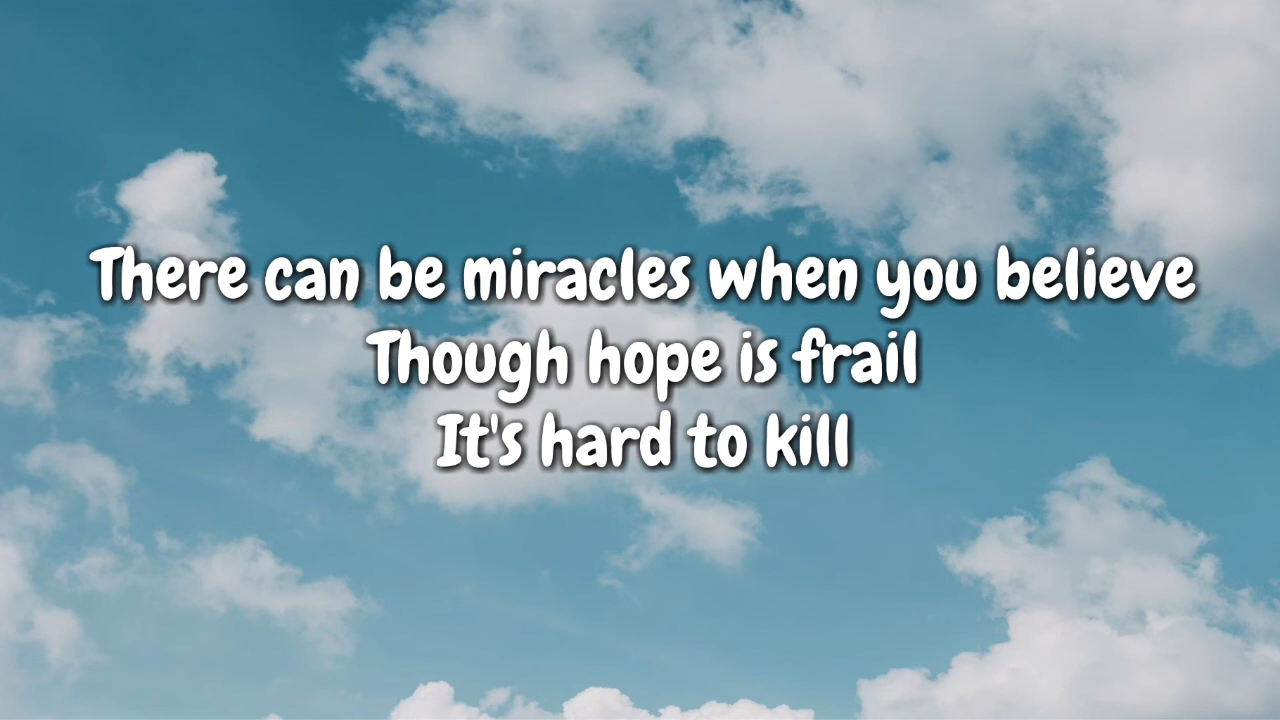 There can be miracles when you believe
Though hope is frail
It's hard to kill